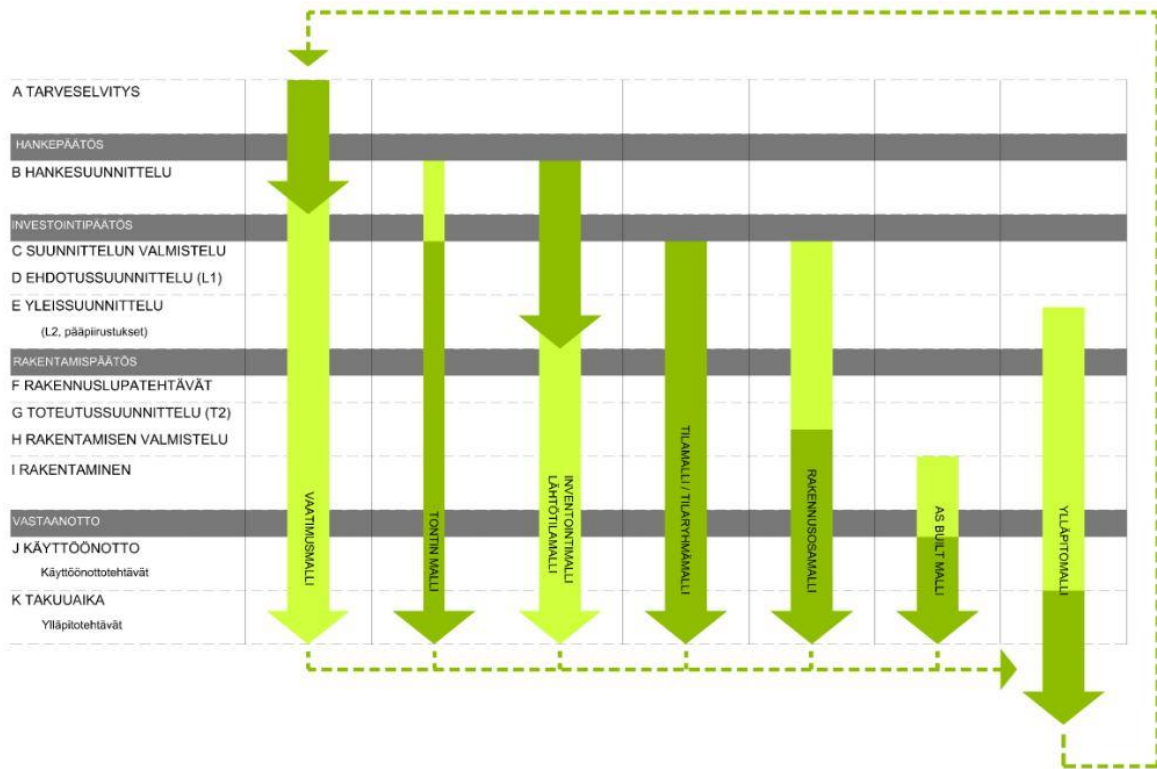 A TARVESELVITYS
HANKEPÄÄTÖS
B HANKESUUNNITTELU
INVESTOINTIPÄÄTÖS
C SUUNNITTELUN VALMISTELU
D EHDOTUSSUUNNITTELU (L1)
E YLEISSUUNNITTELU
(L2, pääpiirustukset)
RAKENTAMISPÄÄTÖS
F RAKENNUSLUPATEHTÄVÄT
G TOTEUTUSSUUNNITTELU (T2)
H RAKENTAMISEN VALMISTELU
I RAKENTAMINEN
VASTAANOTTO
J KÄYTTÖÖNOTTO
Käyttöönottotehtävät
K TAKUUAIKA
Ylläpitotehtävät
VAATIMUSMALLI
TONTIN MALLI
INVENTOINTIMALLI
LÄHTÖTILAMALLI
TILAMALLI / TILARYHMÄMALLI
RAKENNUSOSAMALLI
AS BUILT MALLI
YLLÄPITOMALLI